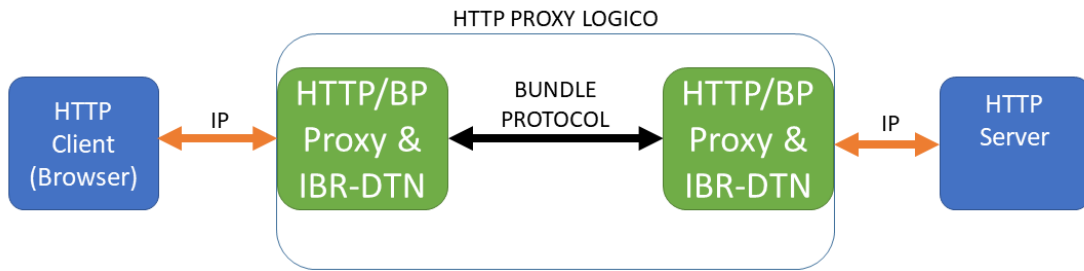 HTTP PROXY LOGICO
HTTP
Client
(Browser)
IP
HTTP/BP
Proxy &
IBR-DTN
BUNDLE
PROTOCOL
HTTP/BP
Proxy &
IBR-DTN
IP
HTTP
Server